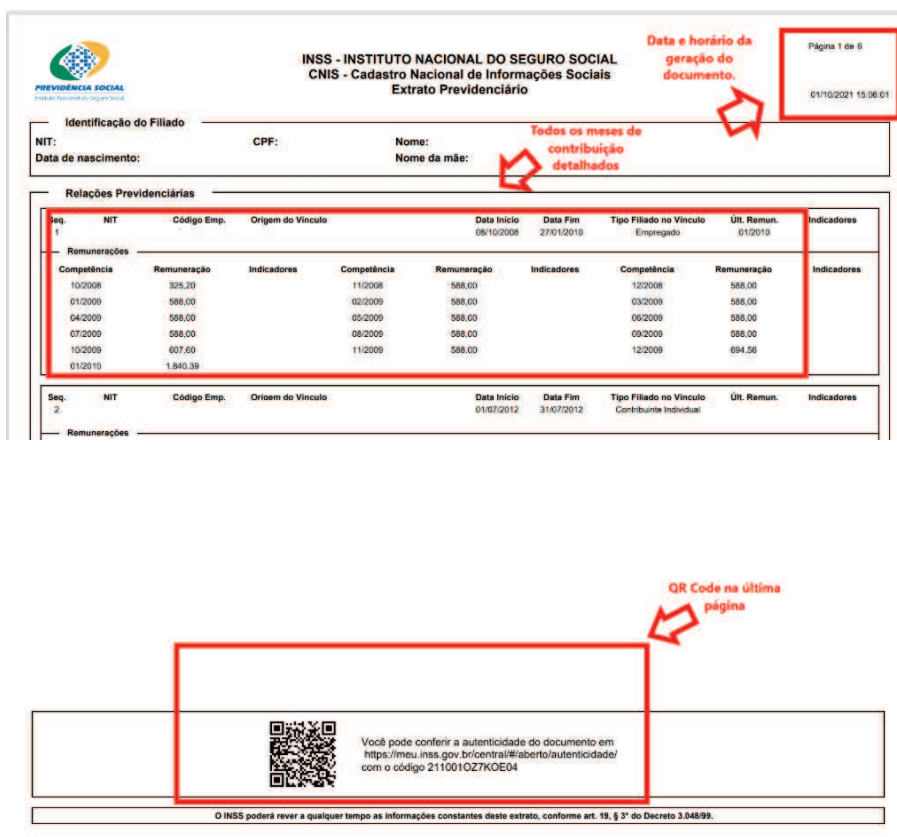 PREVIDÊNCIA SOCIAL
Instituto Nacional do Seguro Social
INSS - INSTITUTO NACIONAL DO SEGURO SOCIAL
CNIS - Cadastro Nacional de Informações Sociais
Extrato Previdenciário
Data e horário da
geração do
documento.
Página 1 de 6
01/10/2021 15:06:01
Identificação do Filiado
NIT: CPF: Nome:
Data de nascimento: Nome da mãe:
Todos os meses de
contribuição
detalhados
Relações Previdenciárias
Seq. NIT Código Emp. Origem do Vínculo Data Início Data Fim Tipo Filiado no Vínculo Últ. Remun. Indicadores
1 08/10/2008 27/01/2010 Empregado 01/2010
Remunerações
Competência Remuneração Indicadores Competência Remuneração Indicadores Competência Remuneração Indicadores
10/2008 325,20 11/2008 588,00 12/2008 588,00
01/2009 588,00 02/2009 588,00 03/2009 588,00
04/2009 588,00 05/2009 588,00 06/2009 588,00
07/2009 588,00 08/2009 588,00 09/2009 588,00
10/2009 607,60 11/2009 588,00 12/2009 694,56
01/2010 1.840,39
Seq. NIT Código Emp. Origem do Vínculo Data Início Data Fim Tipo Filiado no Vínculo Últ. Remun. Indicadores
2 01/07/2012 31/07/2012 Contribuinte Individual
Remunerações
QR Code na última
página
Você pode conferir a autenticidade do documento em
https://meu.inss.gov.br/central/#/aberto/autenticidade/
com o código 211001OZ7KOE04
O INSS poderá rever a qualquer tempo as informações constantes deste extrato, conforme art. 19, § 3° do Decreto 3.048/99.